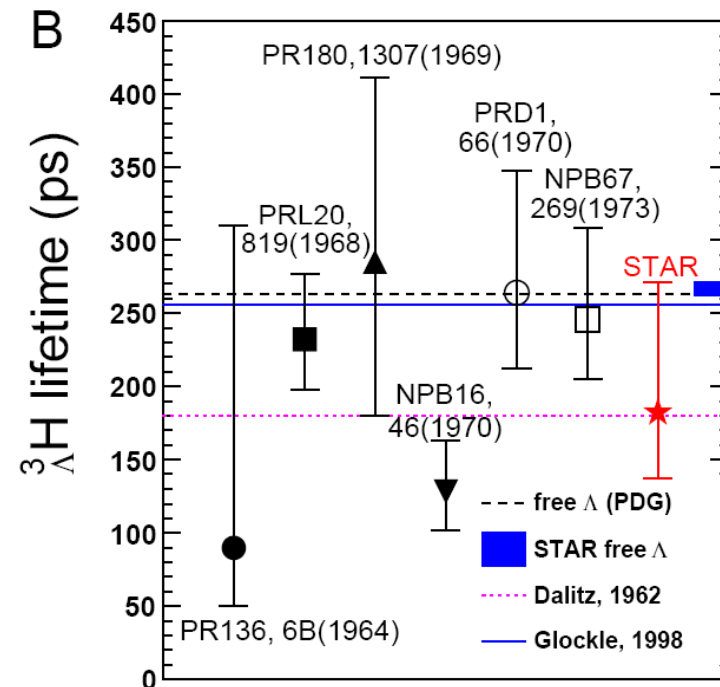 B
450
400
350
300
250
200
150
100
50
0
³ΛH lifetime (ps)
PR180,1307(1969)
PRD1,
66(1970)
NPB67,
269(1973)
PRL20,
819(1968)
STAR
NPB16,
46(1970)
PR136, 6B(1964)
free Λ (PDG)
STAR free Λ
Dalitz, 1962
Glockle, 1998